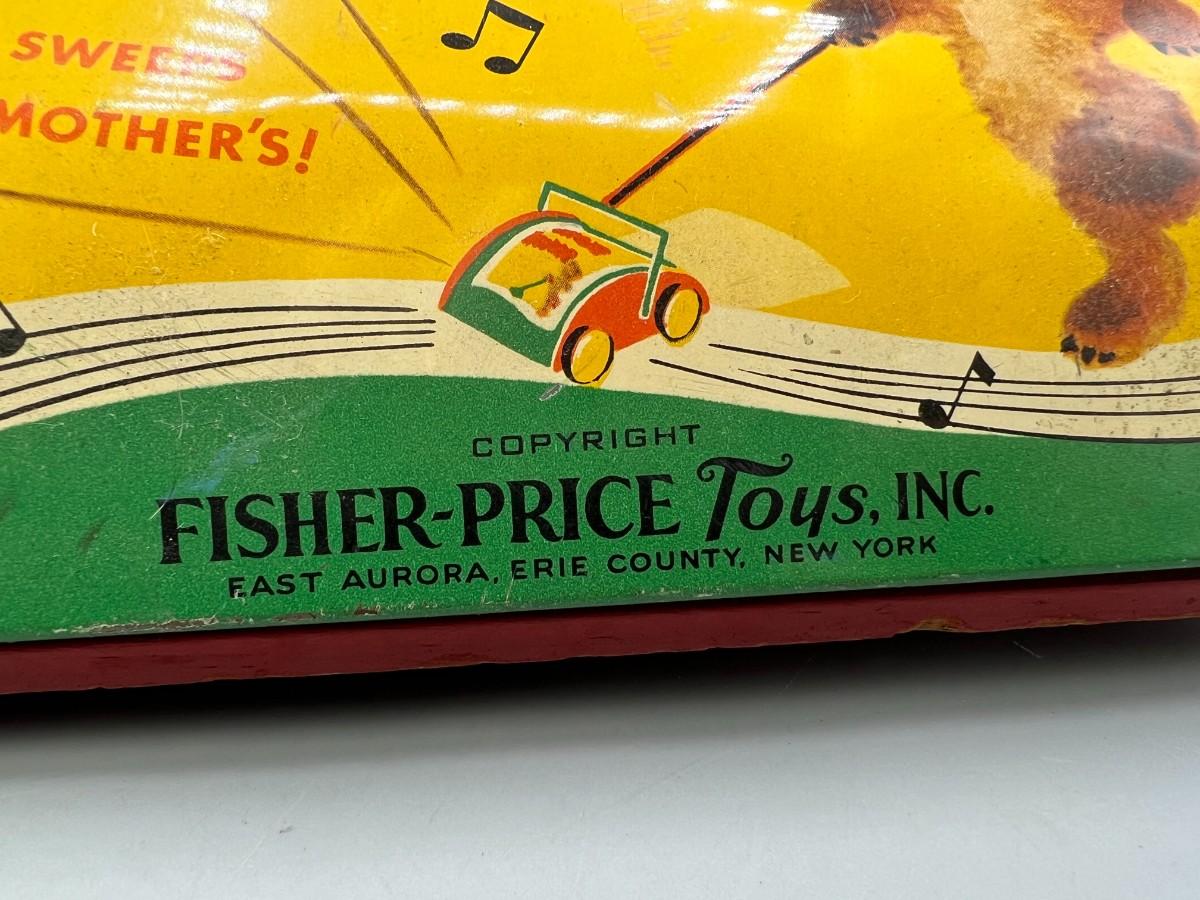 SWEEPS
MOTHER'S!
COPYRIGHT
FISHER-PRICE Toys, INC.
EAST AURORA, ERIE COUNTY, NEW YORK